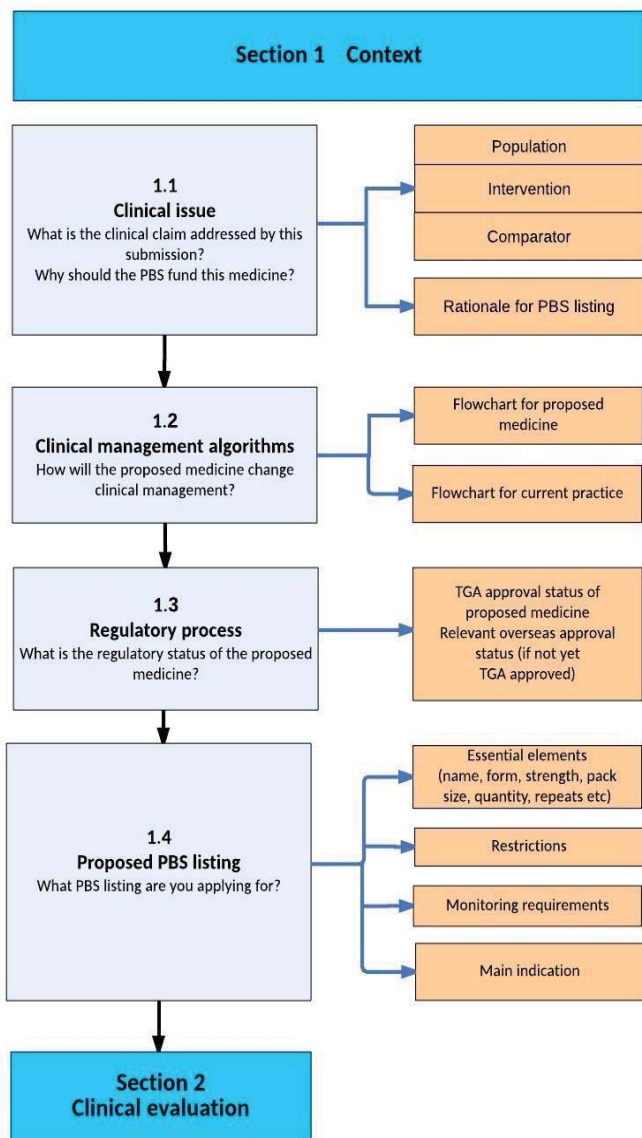 Section 1 Context
1.1
Clinical issue
What is the clinical claim addressed by this
submission?
Why should the PBS fund this medicine?
Population
Intervention
Comparator
Rationale for PBS listing
1.2
Clinical management algorithms
How will the proposed medicine change
clinical management?
Flowchart for proposed
medicine
Flowchart for current practice
1.3
Regulatory process
What is the regulatory status of the proposed
medicine?
TGA approval status of
proposed medicine
Relevant overseas approval
status (if not yet
TGA approved)
1.4
Proposed PBS listing
What PBS listing are you applying for?
Essential elements
(name, form, strength, pack
size, quantity, repeats etc)
Restrictions
Monitoring requirements
Main indication
Section 2
Clinical evaluation